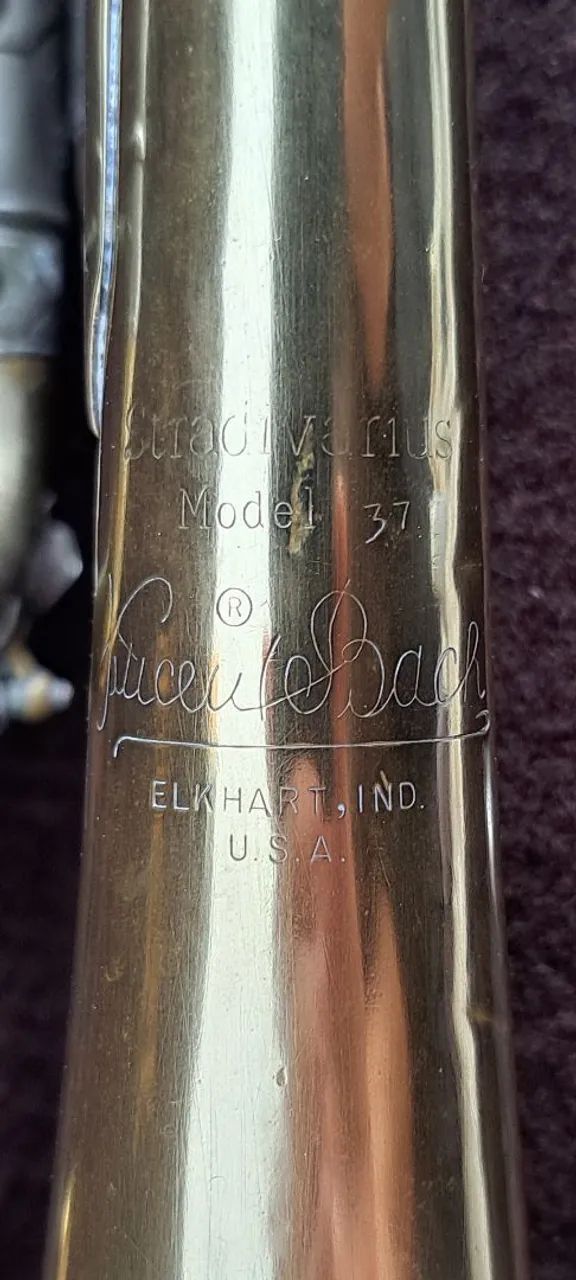 Stradivarius
Model 37
®
Vincent Bach
ELKHART, IND.
U.S.A.